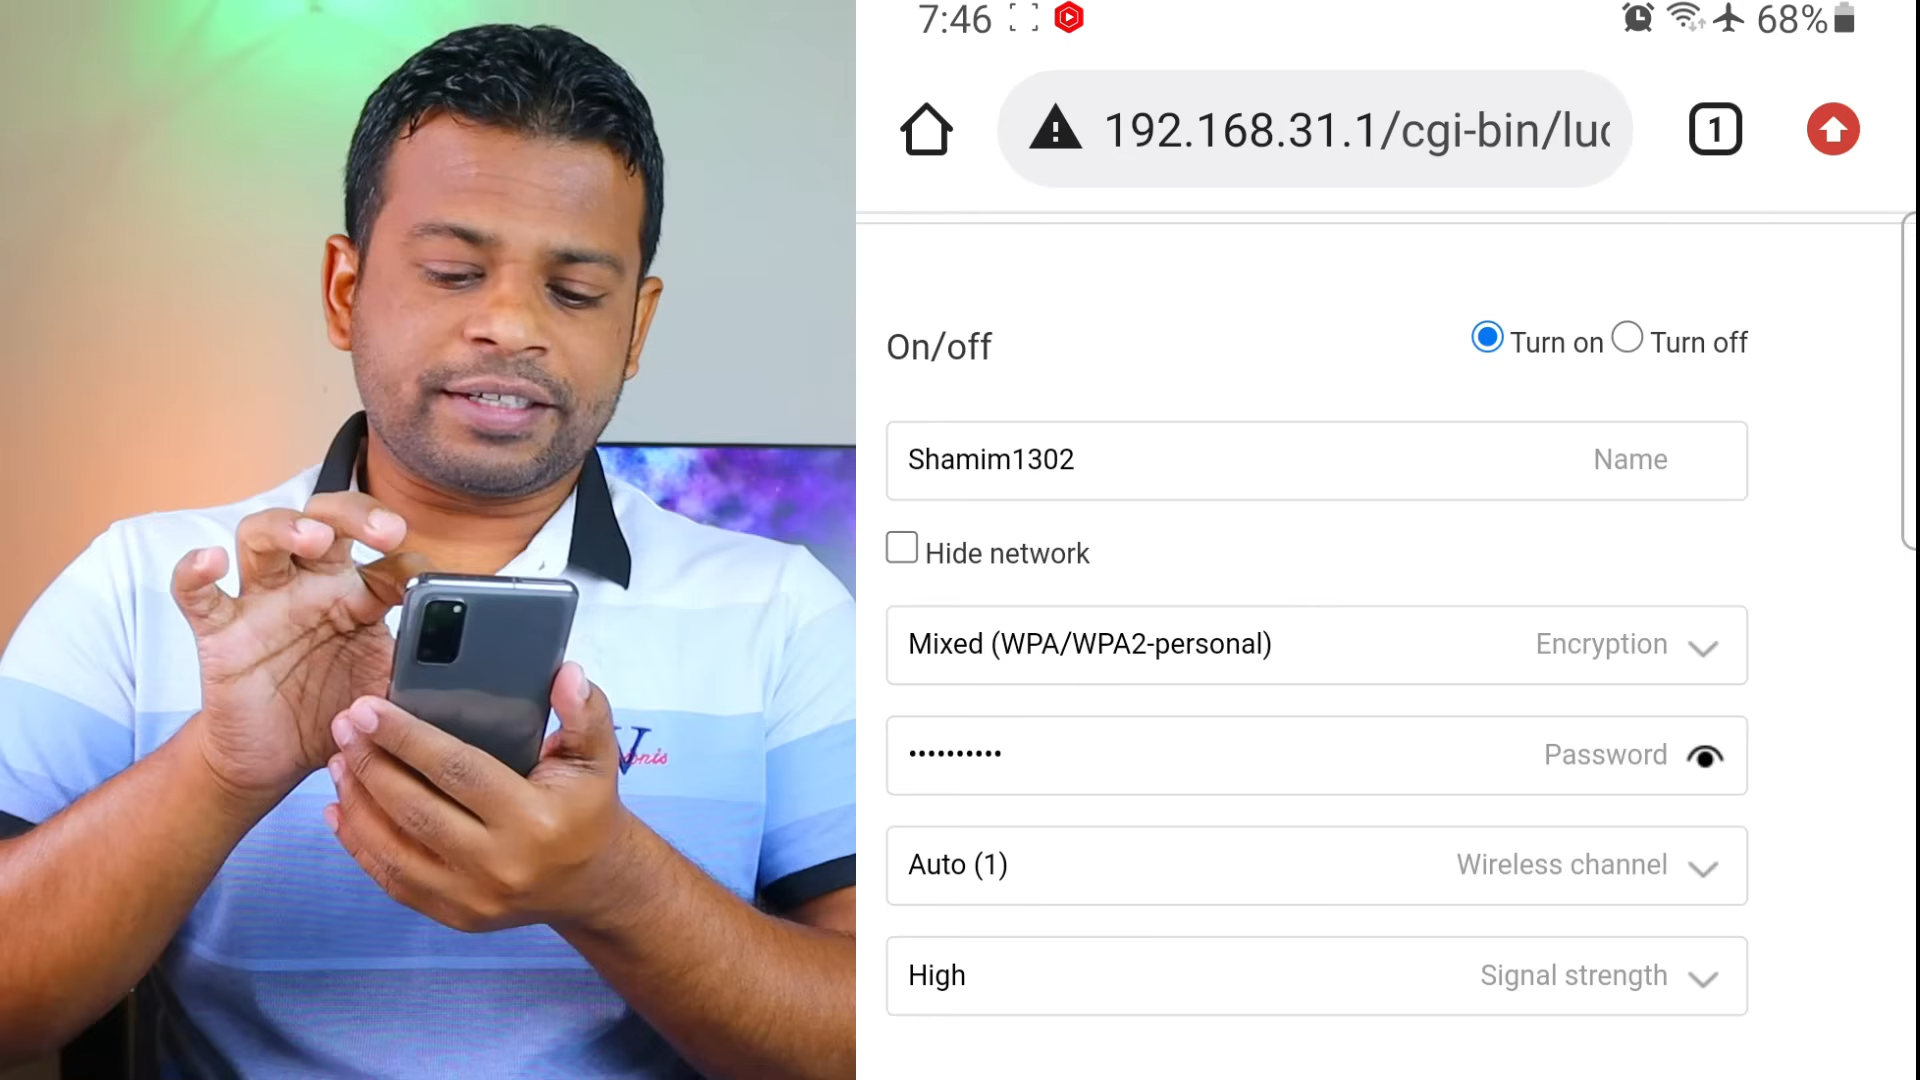 7:46
68%
192.168.31.1/cgi-bin/luc
1
On/off
Turn on
Turn off
Shamim1302
Name
Hide network
Mixed (WPA/WPA2-personal)
Encryption
••••••••••
Password
Auto (1)
Wireless channel
High
Signal strength